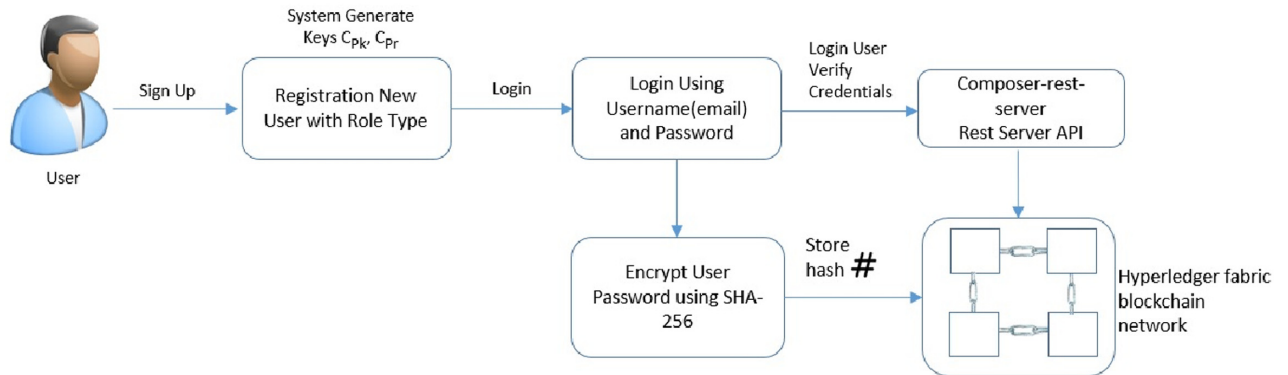 System Generate
Keys C_Pk, C_Pr
Sign Up
Registration New
User with Role Type
Login
Login Using
Username(email)
and Password
Login User
Verify
Credentials
Composer-rest-
server
Rest Server API
User
Encrypt User
Password using SHA-
256
Store
hash #
Hyperledger fabric
blockchain
network